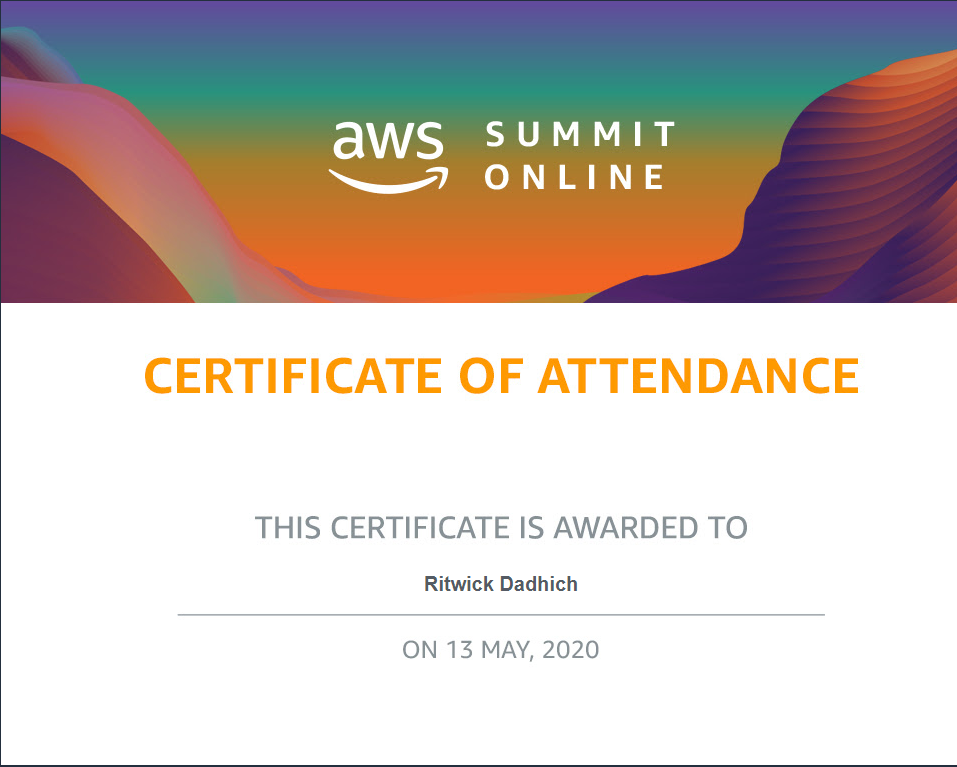 aws SUMMIT
ONLINE
CERTIFICATE OF ATTENDANCE
THIS CERTIFICATE IS AWARDED TO
Ritwick Dadhich
ON 13 MAY, 2020